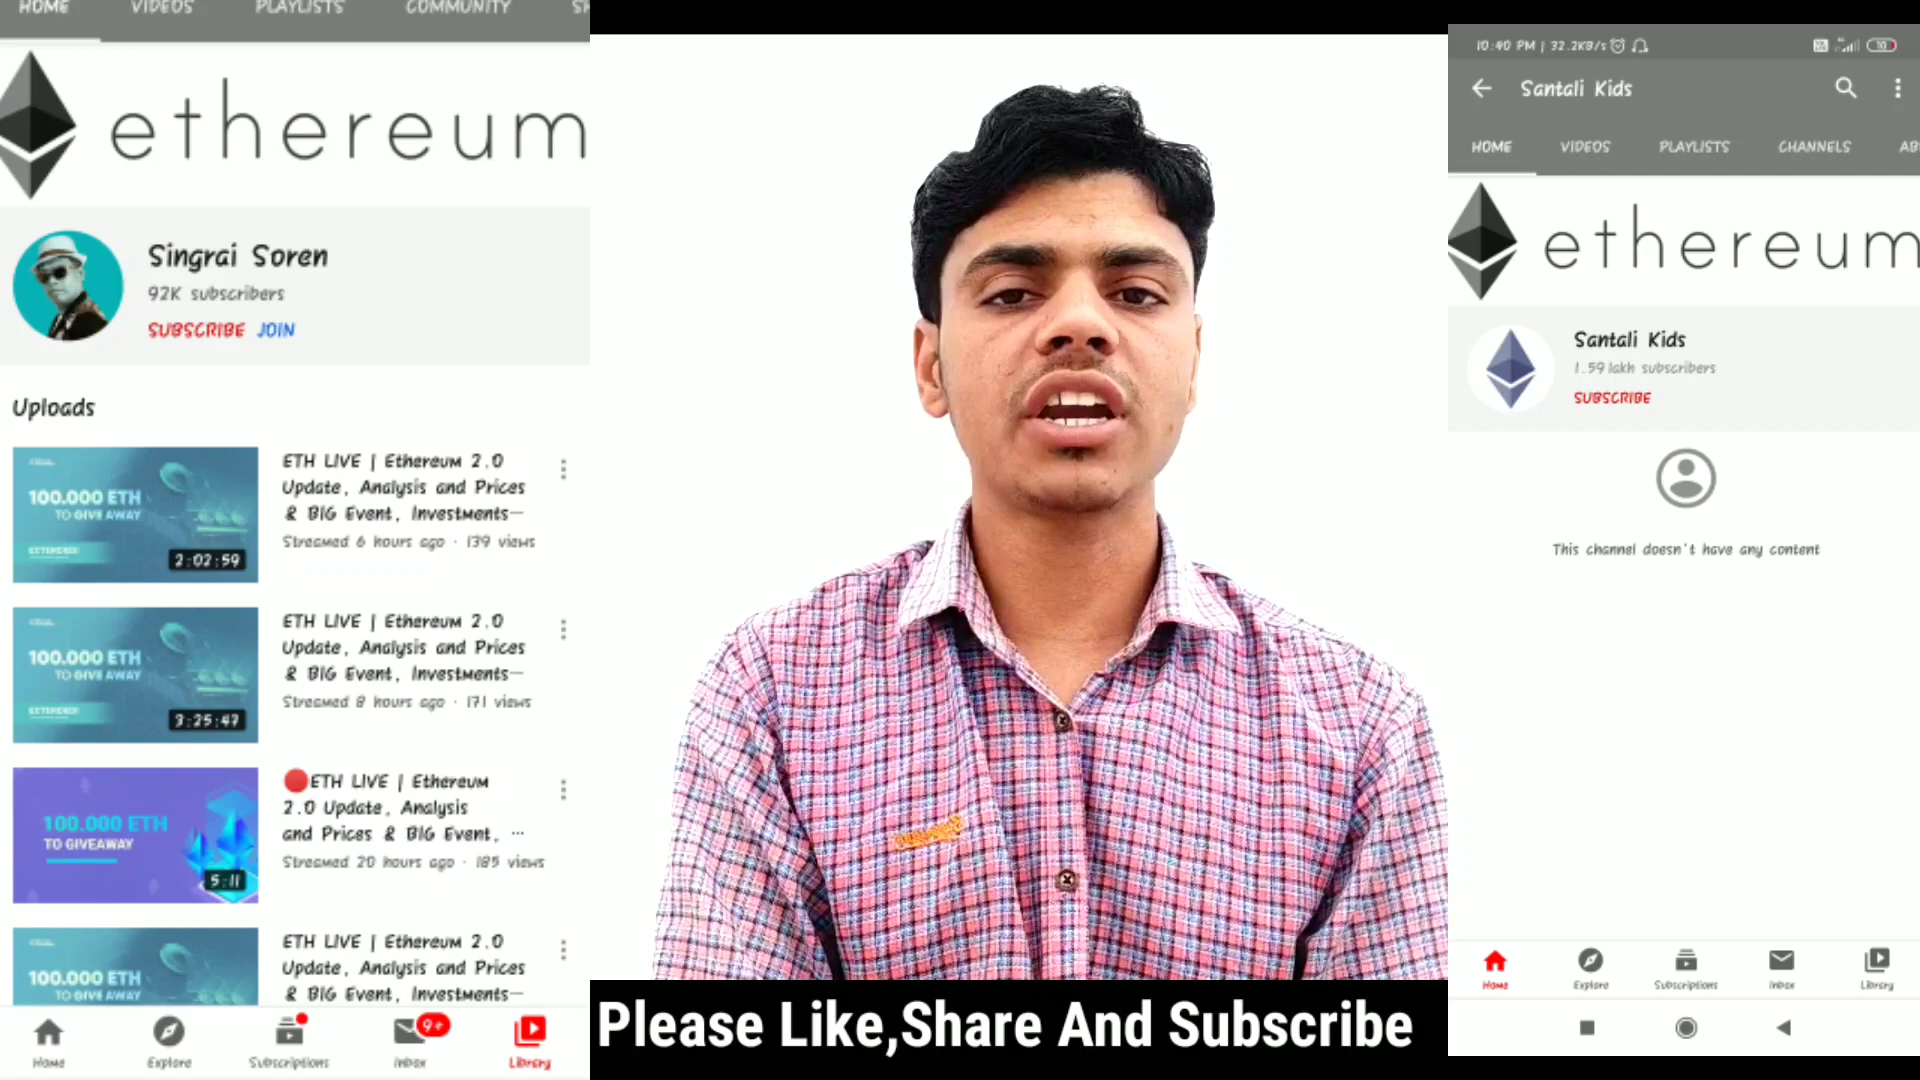 HOME VIDEOS PLAYLISTS COMMUNITY
ethereum
Singrai Soren
92K subscribers
SUBSCRIBE JOIN
Uploads
100.000 ETH
TO GIVE AWAY
EXTENDED!
2:02:59
ETH LIVE | Ethereum 2.0
Update, Analysis and Prices
& BIG Event, Investments...
Streamed 6 hours ago · 139 views
100.000 ETH
TO GIVE AWAY
EXTENDED!
3:25:47
ETH LIVE | Ethereum 2.0
Update, Analysis and Prices
& BIG Event, Investments...
Streamed 8 hours ago · 171 views
100.000 ETH
TO GIVEAWAY
5:11
🔴ETH LIVE | Ethereum
2.0 Update, Analysis
and Prices & BIG Event, ...
Streamed 20 hours ago · 185 views
100.000 ETH
TO GIVE AWAY
ETH LIVE | Ethereum 2.0
Update, Analysis and Prices
& BIG Event, Investments...
Home Explore Subscriptions Inbox 9+ Library
Please Like,Share And Subscribe
10:40 PM | 32.2KB/s 10
Santali Kids
HOME VIDEOS PLAYLISTS CHANNELS
ethereum
Santali Kids
1.59 lakh subscribers
SUBSCRIBE
This channel doesn't have any content
Home Explore Subscriptions Inbox Library